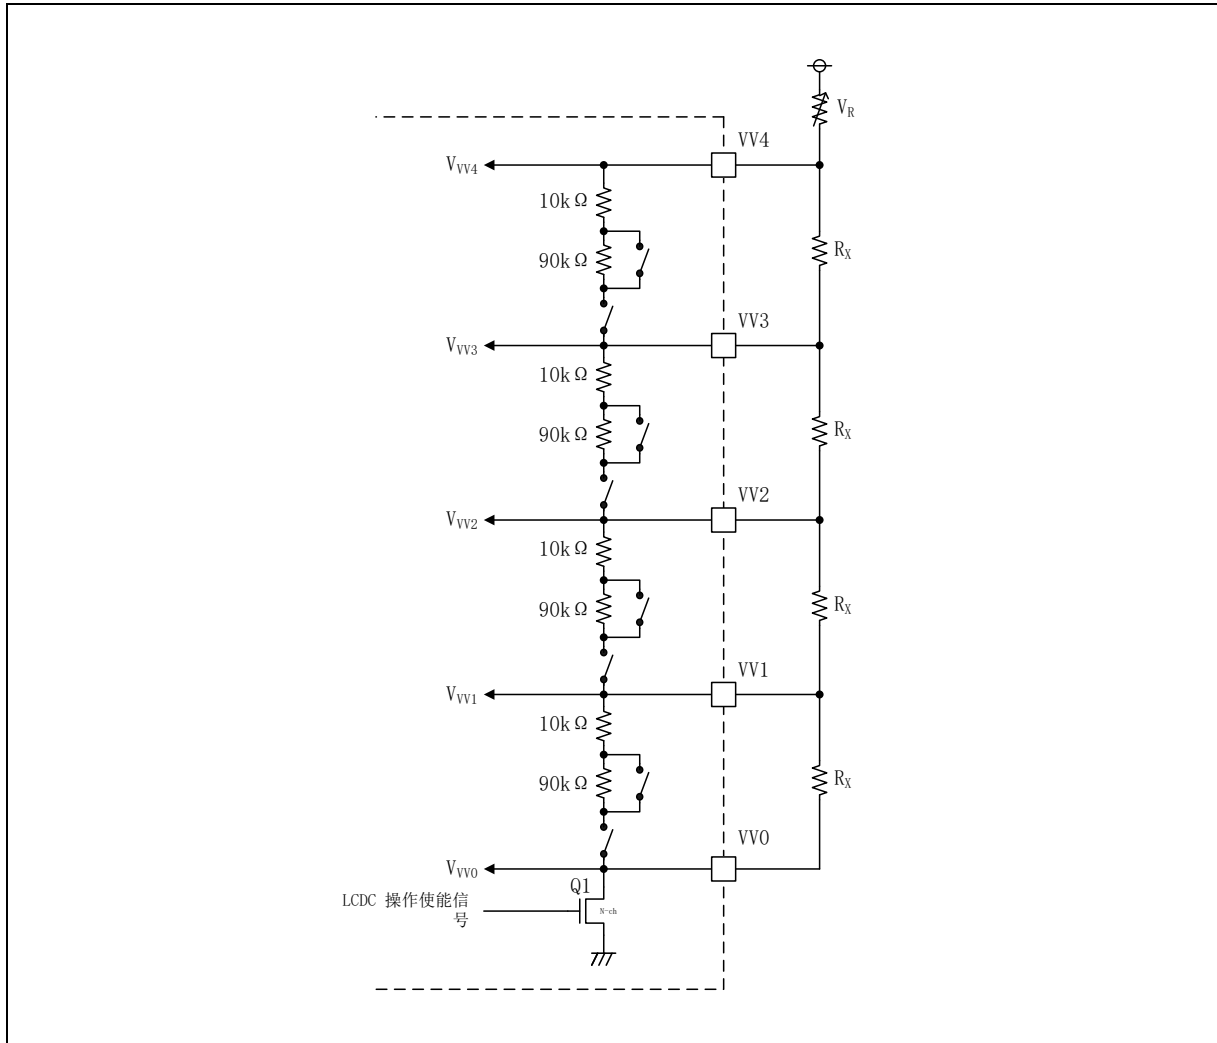 V_R
VV4
V_VV4
10kΩ
90kΩ
R_X
VV3
V_VV3
10kΩ
90kΩ
R_X
VV2
V_VV2
10kΩ
90kΩ
R_X
VV1
V_VV1
10kΩ
90kΩ
R_X
VV0
V_VV0
Q1
LCDC 操作使能信
号
N-ch